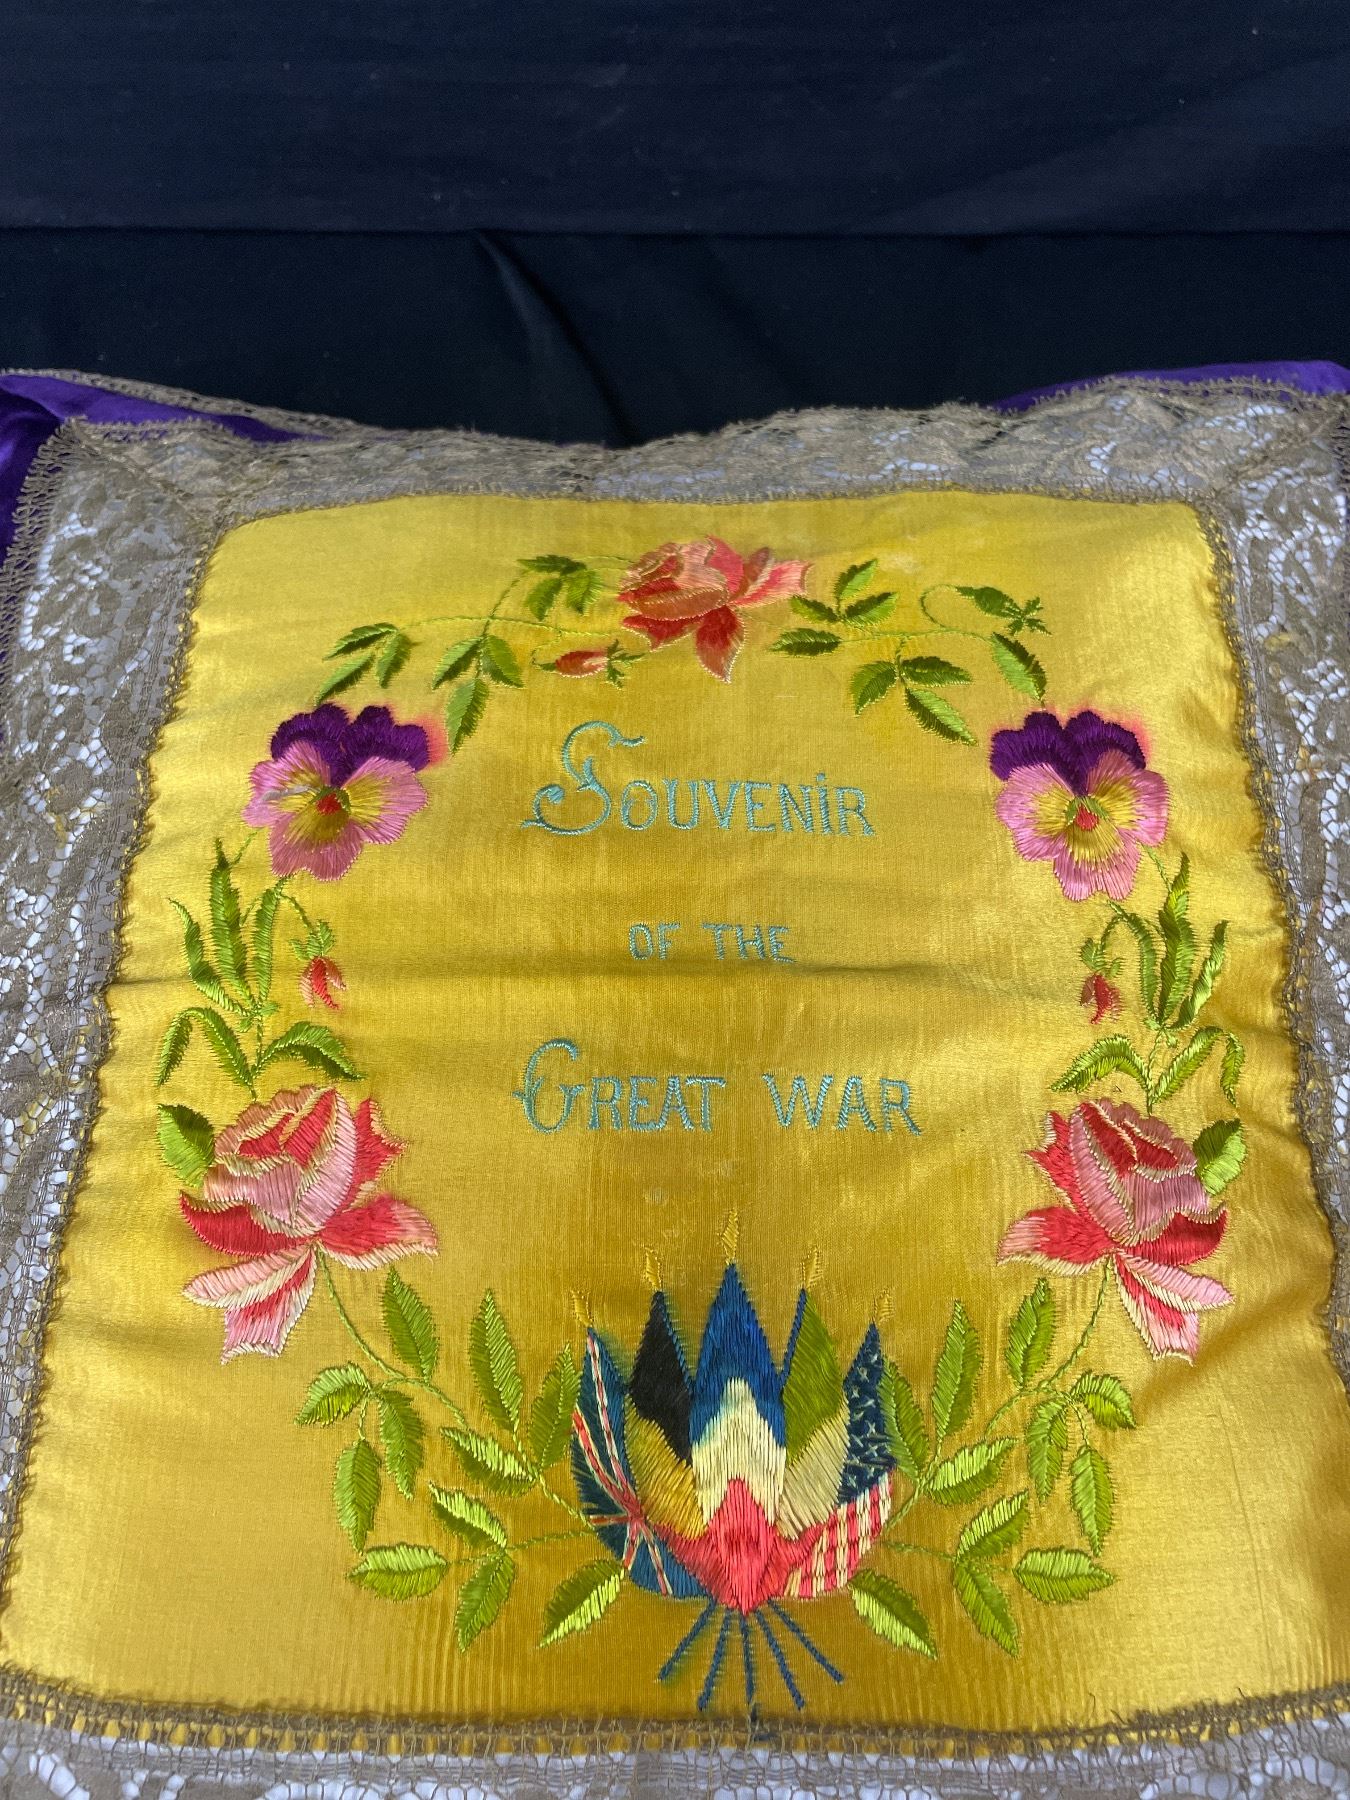 Souvenir
OF THE
GREAT WAR